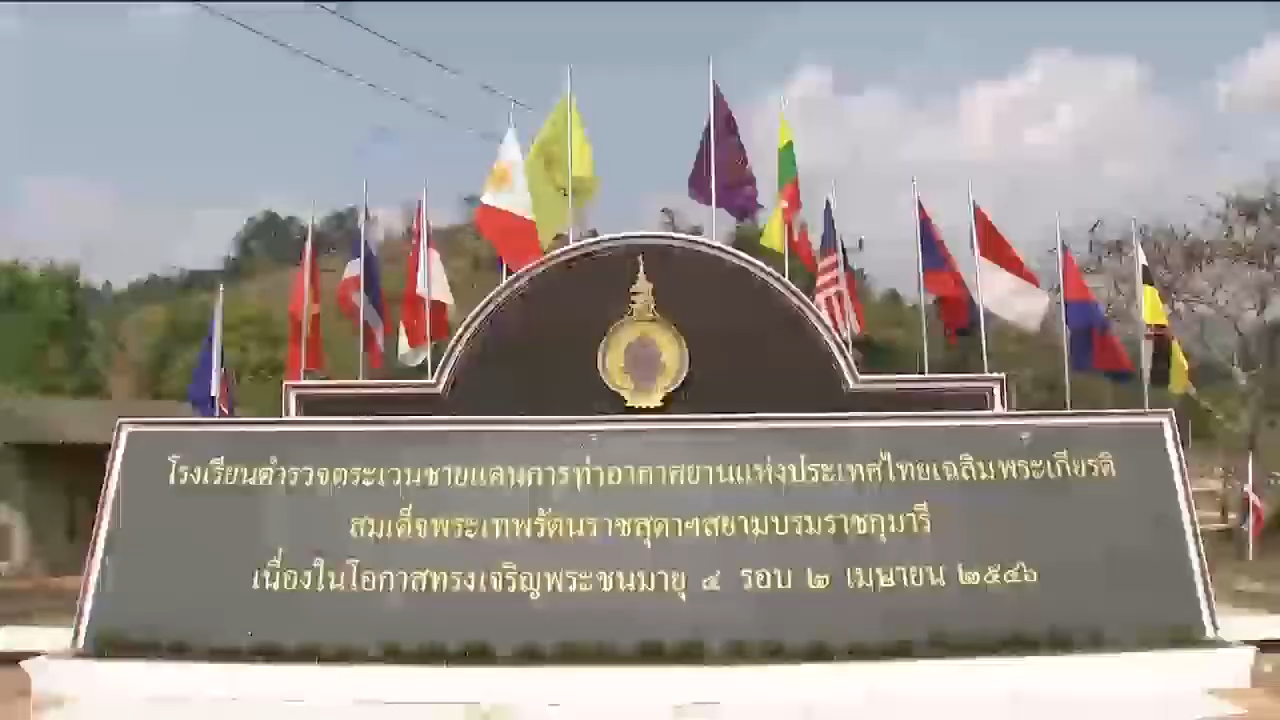 โรงเรียนตำรวจตระเวนชายแดนการท่าอากาศยานแห่งประเทศไทยเฉลิมพระเกียรติ
สมเด็จพระเทพรัตนราชสุดาฯสยามบรมราชกุมารี
เนื่องในโอกาสทรงเจริญพระชนมายุ ๔ รอบ ๒ เมษายน ๒๕๔๖